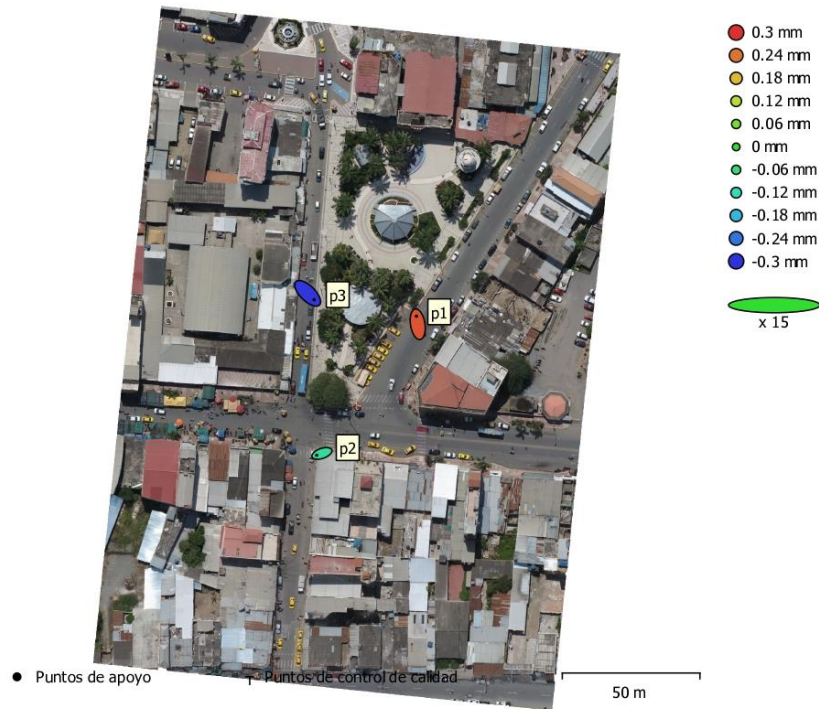 0.3 mm
0.24 mm
0.18 mm
0.12 mm
0.06 mm
0 mm
-0.06 mm
-0.12 mm
-0.18 mm
-0.24 mm
-0.3 mm
x 15
p3
p1
p2
Puntos de apoyo
Puntos de control de calidad
50 m